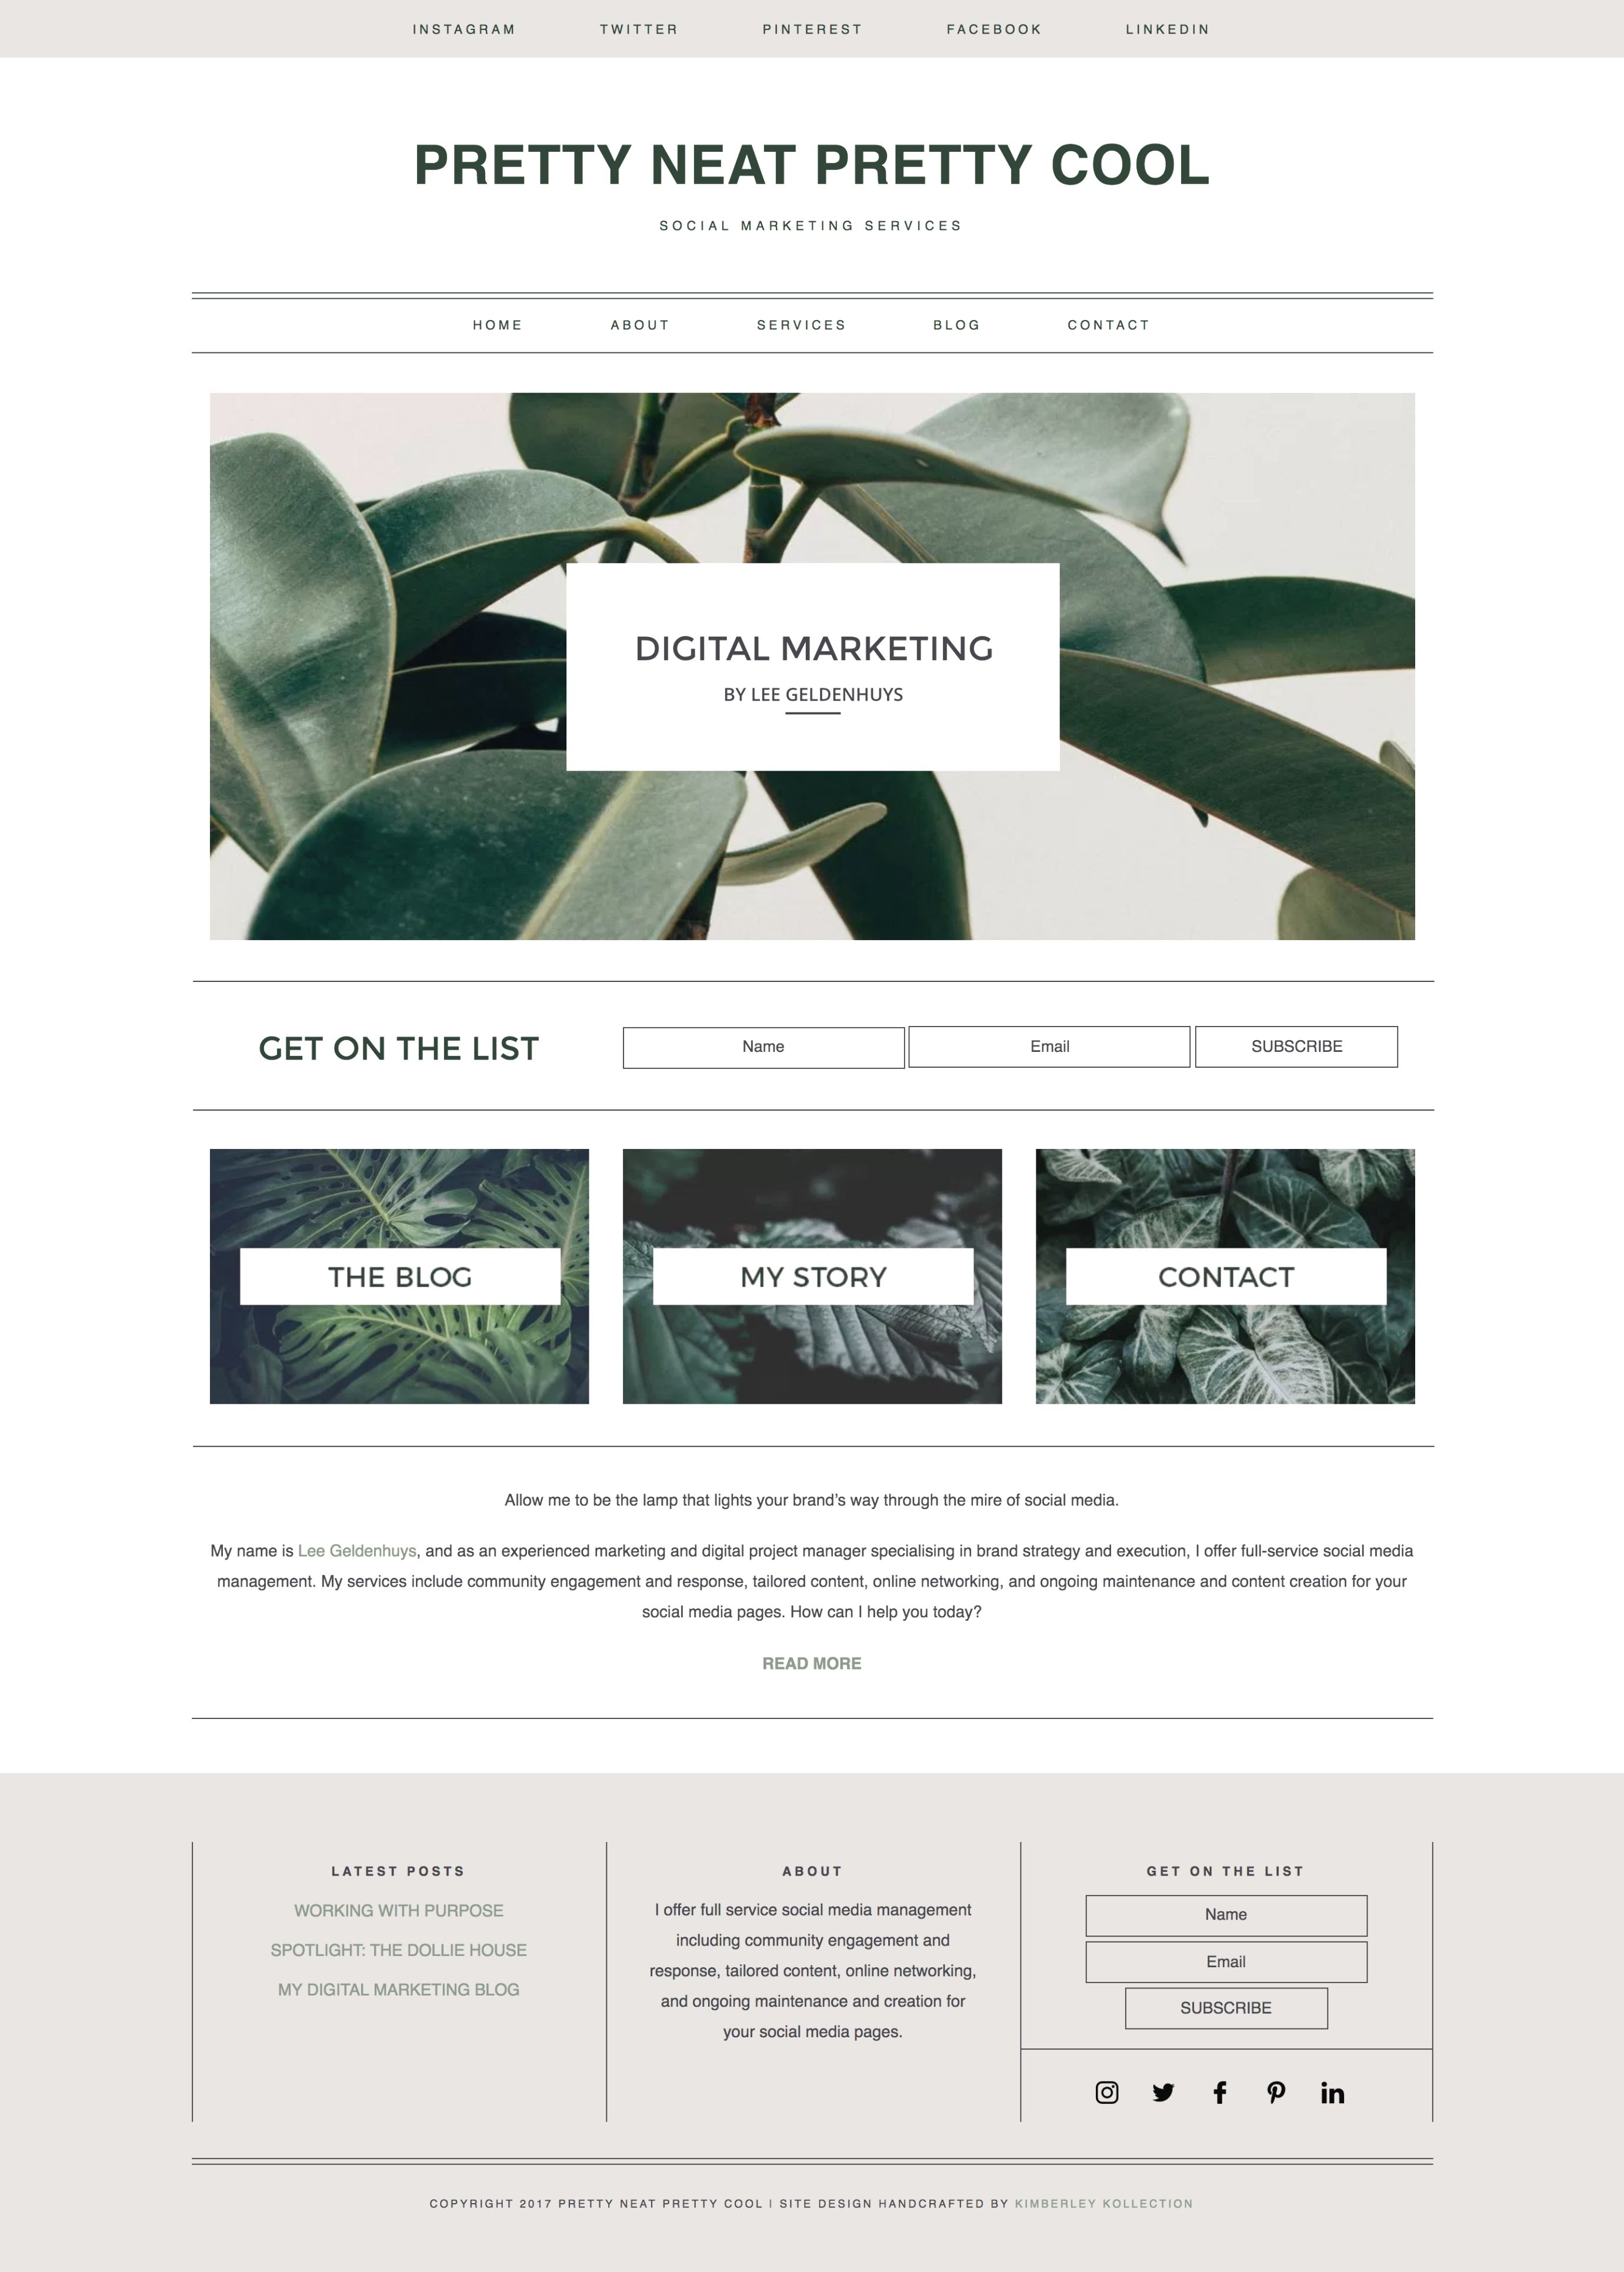 INSTAGRAM TWITTER PINTEREST FACEBOOK LINKEDIN
PRETTY NEAT PRETTY COOL
SOCIAL MARKETING SERVICES
HOME ABOUT SERVICES BLOG CONTACT
DIGITAL MARKETING
BY LEE GELDENHUYS
GET ON THE LIST
Name
Email
SUBSCRIBE
THE BLOG
MY STORY
CONTACT
Allow me to be the lamp that lights your brand’s way through the mire of social media.
My name is Lee Geldenhuys, and as an experienced marketing and digital project manager specialising in brand strategy and execution, I offer full-service social media
management. My services include community engagement and response, tailored content, online networking, and ongoing maintenance and content creation for your
social media pages. How can I help you today?
READ MORE
LATEST POSTS
WORKING WITH PURPOSE
SPOTLIGHT: THE DOLLIE HOUSE
MY DIGITAL MARKETING BLOG
ABOUT
I offer full service social media management
including community engagement and
response, tailored content, online networking,
and ongoing maintenance and creation for
your social media pages.
GET ON THE LIST
Name
Email
SUBSCRIBE
COPYRIGHT 2017 PRETTY NEAT PRETTY COOL | SITE DESIGN HANDCRAFTED BY KIMBERLEY KOLLECTION